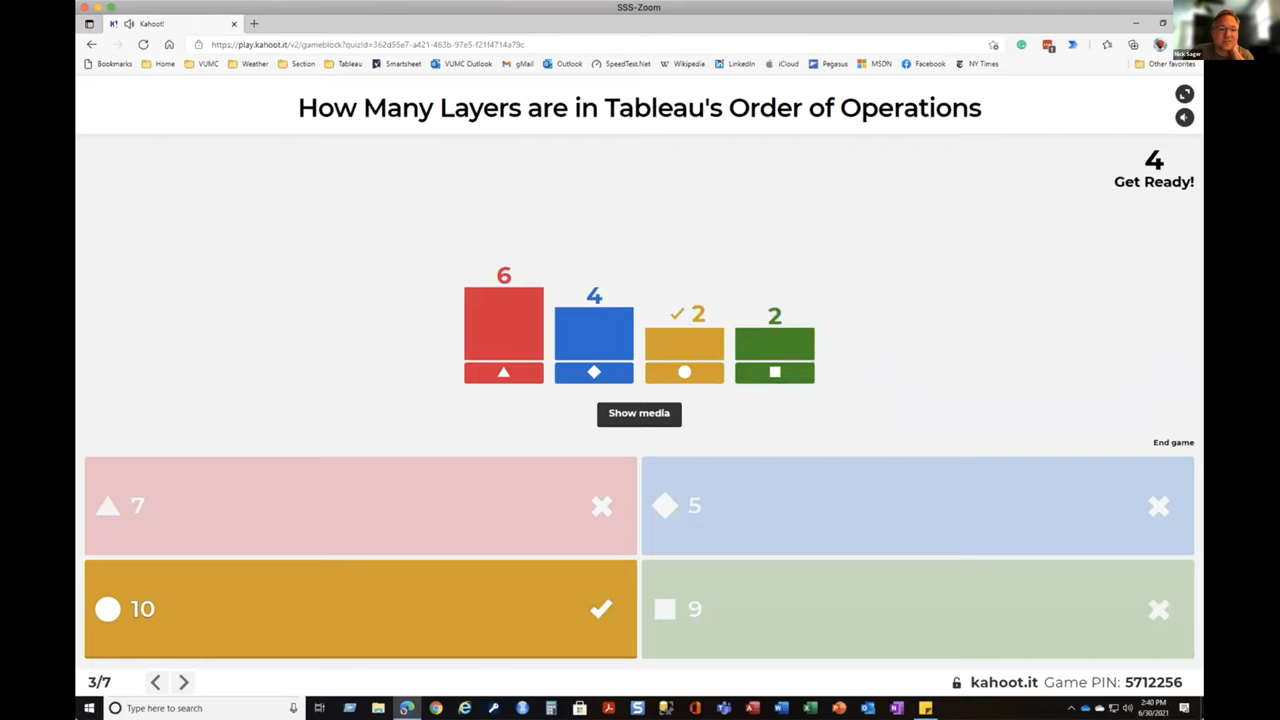 SSS-Zoom
K! Kahoot!
https://play.kahoot.it/v2/gameblock?quizId=362d55e7-a421-463b-97e5-f21f4714a79c
Bookmarks Home VUMC Weather Section Tableau Smartsheet VUMC Outlook gMail Outlook SpeedTest.Net Wikipedia LinkedIn iCloud Pegasus MSDN Facebook NY Times Other favorites
Nick Sager
How Many Layers are in Tableau's Order of Operations
4
Get Ready!
6
4
2
2
Show media
End game
7
5
10
9
3/7
kahoot.it Game PIN: 5712256
Type here to search
2:40 PM
6/30/2021